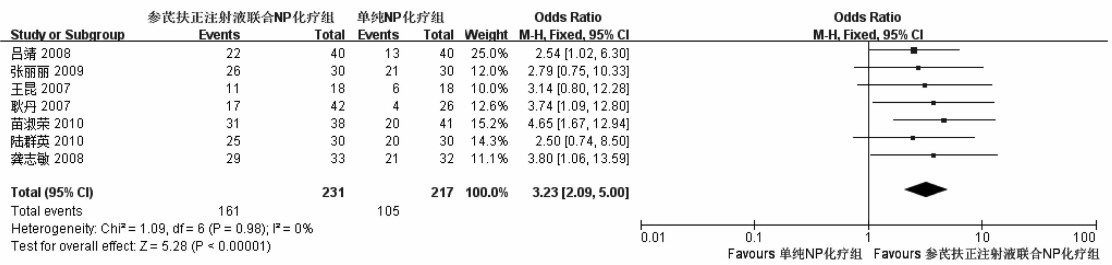 参芪扶正注射液联合NP化疗组 单纯NP化疗组 Odds Ratio Odds Ratio
Study or Subgroup Events Total Events Total Weight M-H, Fixed, 95% CI M-H, Fixed, 95% CI
吕靖 2008 22 40 13 40 25.0% 2.54 [1.02, 6.30]
张丽丽 2009 26 30 21 30 12.0% 2.79 [0.75, 10.33]
王昆 2007 11 18 6 18 10.0% 3.14 [0.80, 12.28]
耿丹 2007 17 42 4 26 12.6% 3.74 [1.09, 12.80]
苗淑荣 2010 31 38 20 41 15.2% 4.65 [1.67, 12.94]
陆群英 2010 25 30 20 30 14.3% 2.50 [0.74, 8.50]
龚志敏 2008 29 33 21 32 11.1% 3.80 [1.06, 13.59]
Total (95% CI) 231 217 100.0% 3.23 [2.09, 5.00]
Total events 161 105
Heterogeneity: Chi² = 1.09, df = 6 (P = 0.98); I² = 0%
Test for overall effect: Z = 5.28 (P < 0.00001)
0.01 0.1 1 10 100
Favours 单纯NP化疗组 Favours 参芪扶正注射液联合NP化疗组